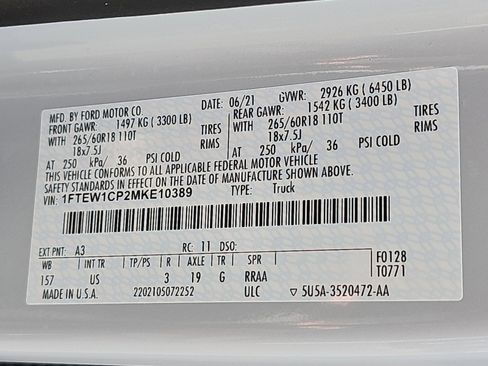 MFD. BY FORD MOTOR CO. DATE: 06/21 GVWR: 2926 KG ( 6450 LB)
FRONT GAWR: 1497 KG ( 3300 LB) REAR GAWR: 1542 KG ( 3400 LB)
WITH 265/60R18 110T TIRES WITH 265/60R18 110T TIRES
18x7.5J RIMS 18x7.5J RIMS
AT 250 kPa/ 36 PSI COLD AT 250 kPa/ 36 PSI COLD
THIS VEHICLE CONFORMS TO ALL APPLICABLE FEDERAL MOTOR VEHICLE
SAFETY STANDARDS IN EFFECT ON THE DATE OF MANUFACTURE SHOWN ABOVE.
VIN: 1FTEW1CP2MKE10389 TYPE: Truck
EXT PNT: A3 RC: 11 DSO: F0128
WB INT TR TP/PS R AXLE TR SPR T0771
157 US 3 19 G RRAA
MADE IN U.S.A. 2202105072252 ULC ▽ 5U5A-3520472-AA